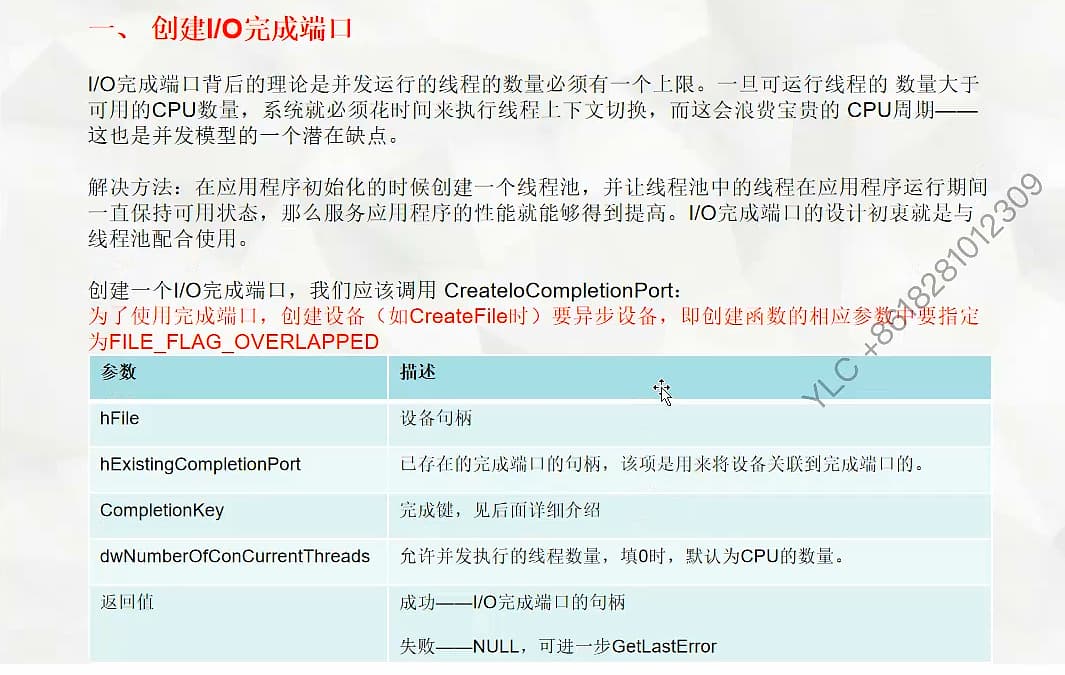 一、 创建I/O完成端口
I/O完成端口背后的理论是并发运行的线程的数量必须有一个上限。一旦可运行线程的 数量大于
可用的CPU数量，系统就必须花时间来执行线程上下文切换，而这会浪费宝贵的 CPU周期——
这也是并发模型的一个潜在缺点。
解决方法：在应用程序初始化的时候创建一个线程池，并让线程池中的线程在应用程序运行期间
一直保持可用状态，那么服务应用程序的性能就能够得到提高。I/O完成端口的设计初衷就是与
线程池配合使用。
创建一个I/O完成端口，我们应该调用 CreateIoCompletionPort：
为了使用完成端口，创建设备（如CreateFile时）要异步设备，即创建函数的相应参数中要指定
为FILE_FLAG_OVERLAPPED
参数 描述
hFile 设备句柄
hExistingCompletionPort 已存在的完成端口的句柄，该项是用来将设备关联到完成端口的。
CompletionKey 完成键，见后面详细介绍
dwNumberOfConCurrentThreads 允许并发执行的线程数量，填0时，默认为CPU的数量。
返回值 成功——I/O完成端口的句柄
失败——NULL，可进一步GetLastError
YLC +8618281012309